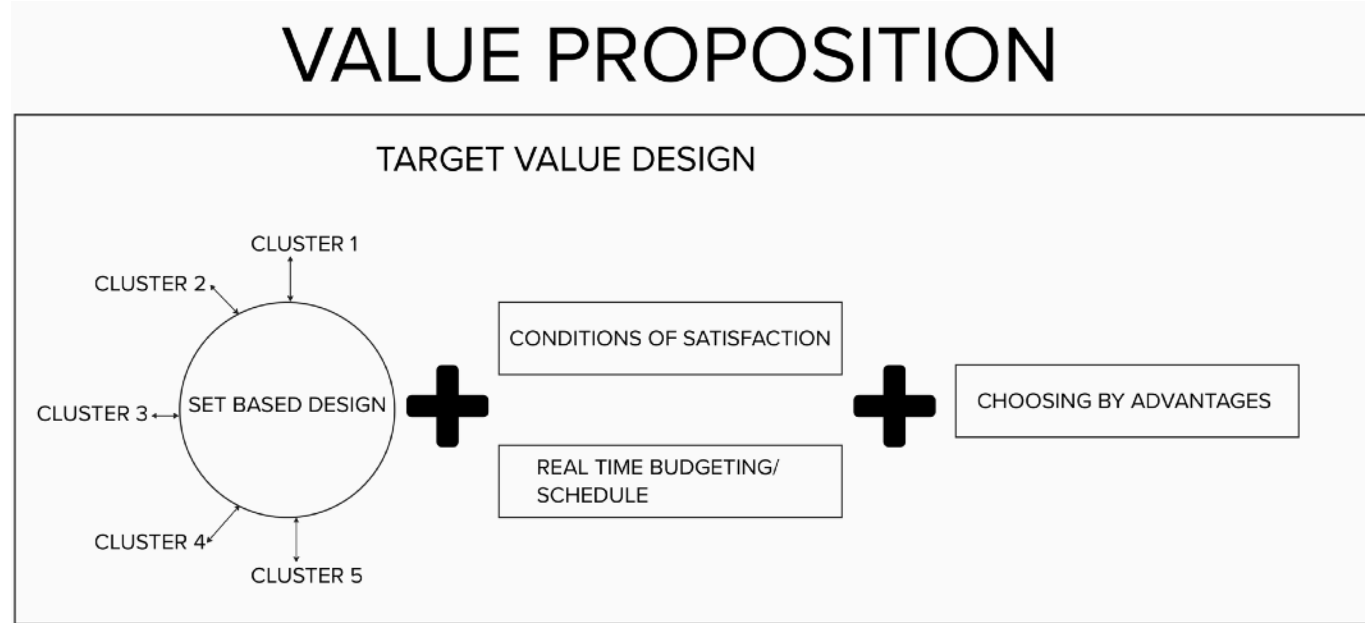 VALUE PROPOSITION
TARGET VALUE DESIGN
CLUSTER 1
CLUSTER 2
CLUSTER 3
SET BASED DESIGN
CLUSTER 4
CLUSTER 5
CONDITIONS OF SATISFACTION
REAL TIME BUDGETING/
SCHEDULE
CHOOSING BY ADVANTAGES